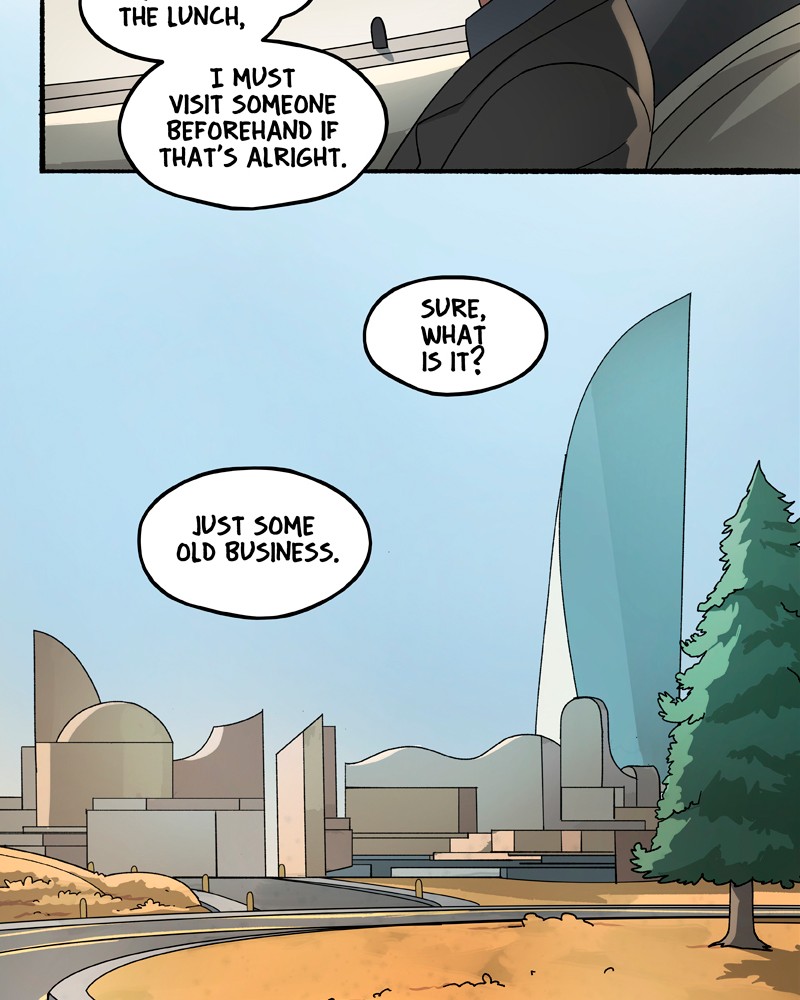 THE LUNCH,
I MUST
VISIT SOMEONE
BEFOREHAND IF
THAT'S ALRIGHT.
SURE,
WHAT
IS IT?
JUST SOME
OLD BUSINESS.